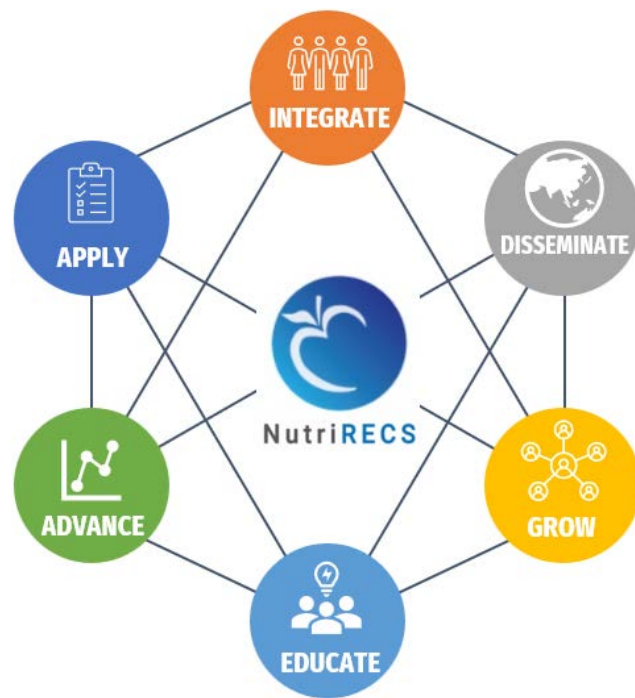 INTEGRATE
APPLY
DISSEMINATE
NutriRECS
ADVANCE
GROW
EDUCATE